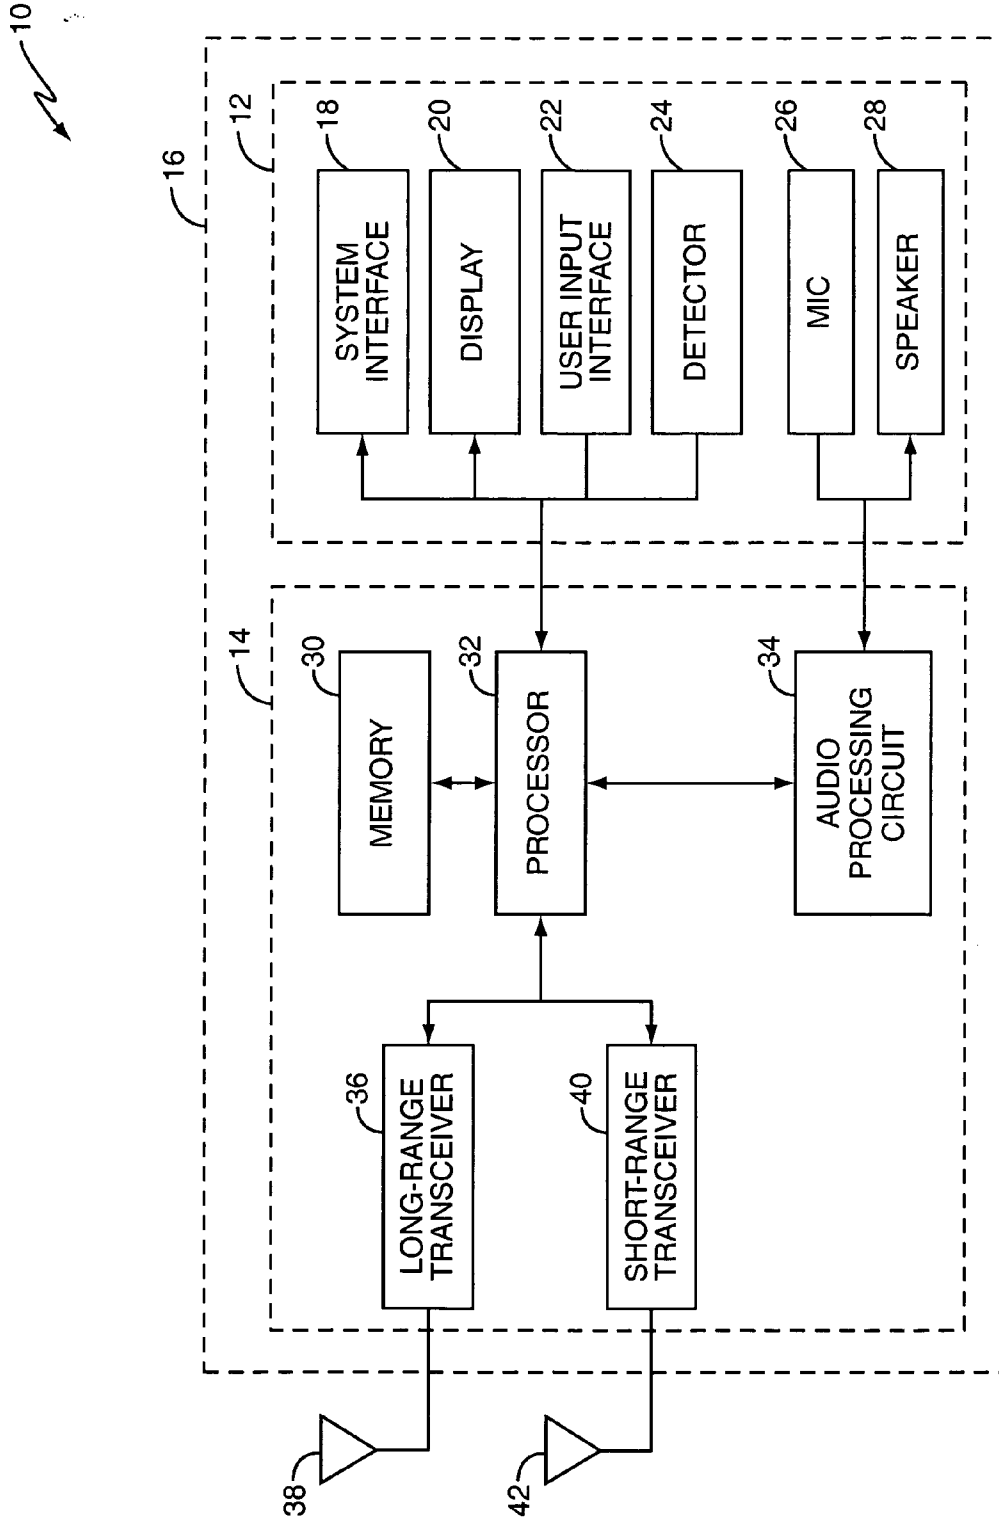 10
16
14
12
38
36
LONG-RANGE
TRANSCEIVER
30
MEMORY
18
SYSTEM
INTERFACE
20
DISPLAY
42
40
SHORT-RANGE
TRANSCEIVER
32
PROCESSOR
22
USER INPUT
INTERFACE
24
DETECTOR
34
AUDIO
PROCESSING
CIRCUIT
26
MIC
28
SPEAKER